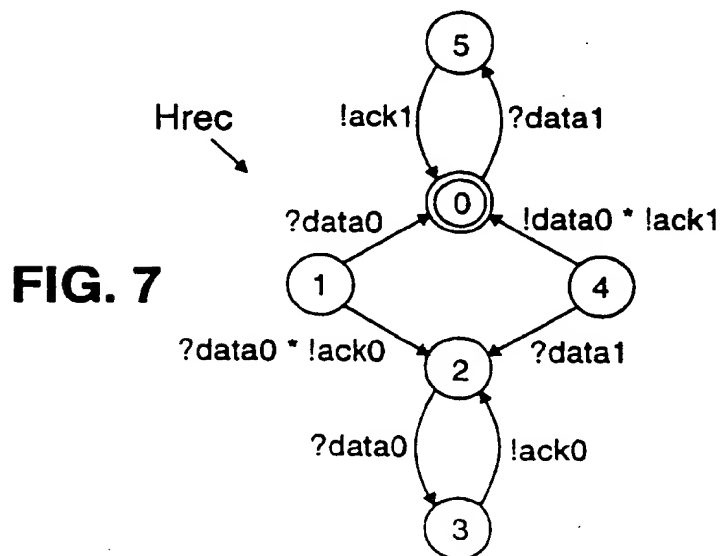 5
!ack1
?data1
Hrec
0
?data0
!data0 * !ack1
FIG. 7
1
4
?data0 * !ack0
2
?data1
?data0
!ack0
3